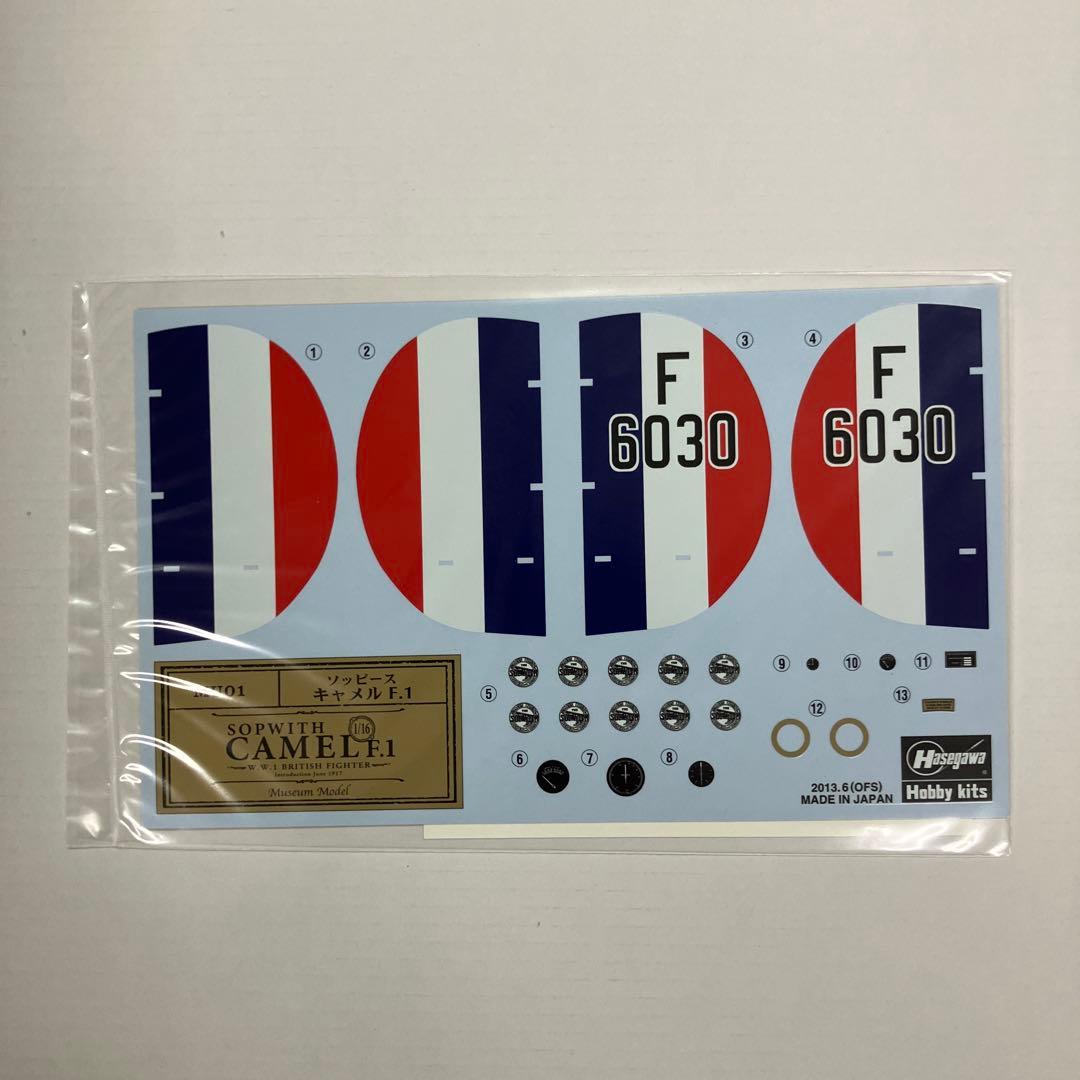 1
2
3
4
F
6030
F
6030
5
6
7
8
9
10
11
12
13
MU01
ソッピース
キャメル F.1
SOPWITH
1/16
CAMEL F.1
W.W.1 BRITISH FIGHTER
Introduction June 1917
Museum Model
2013.6(OFS)
MADE IN JAPAN
Hasegawa
Hobby kits